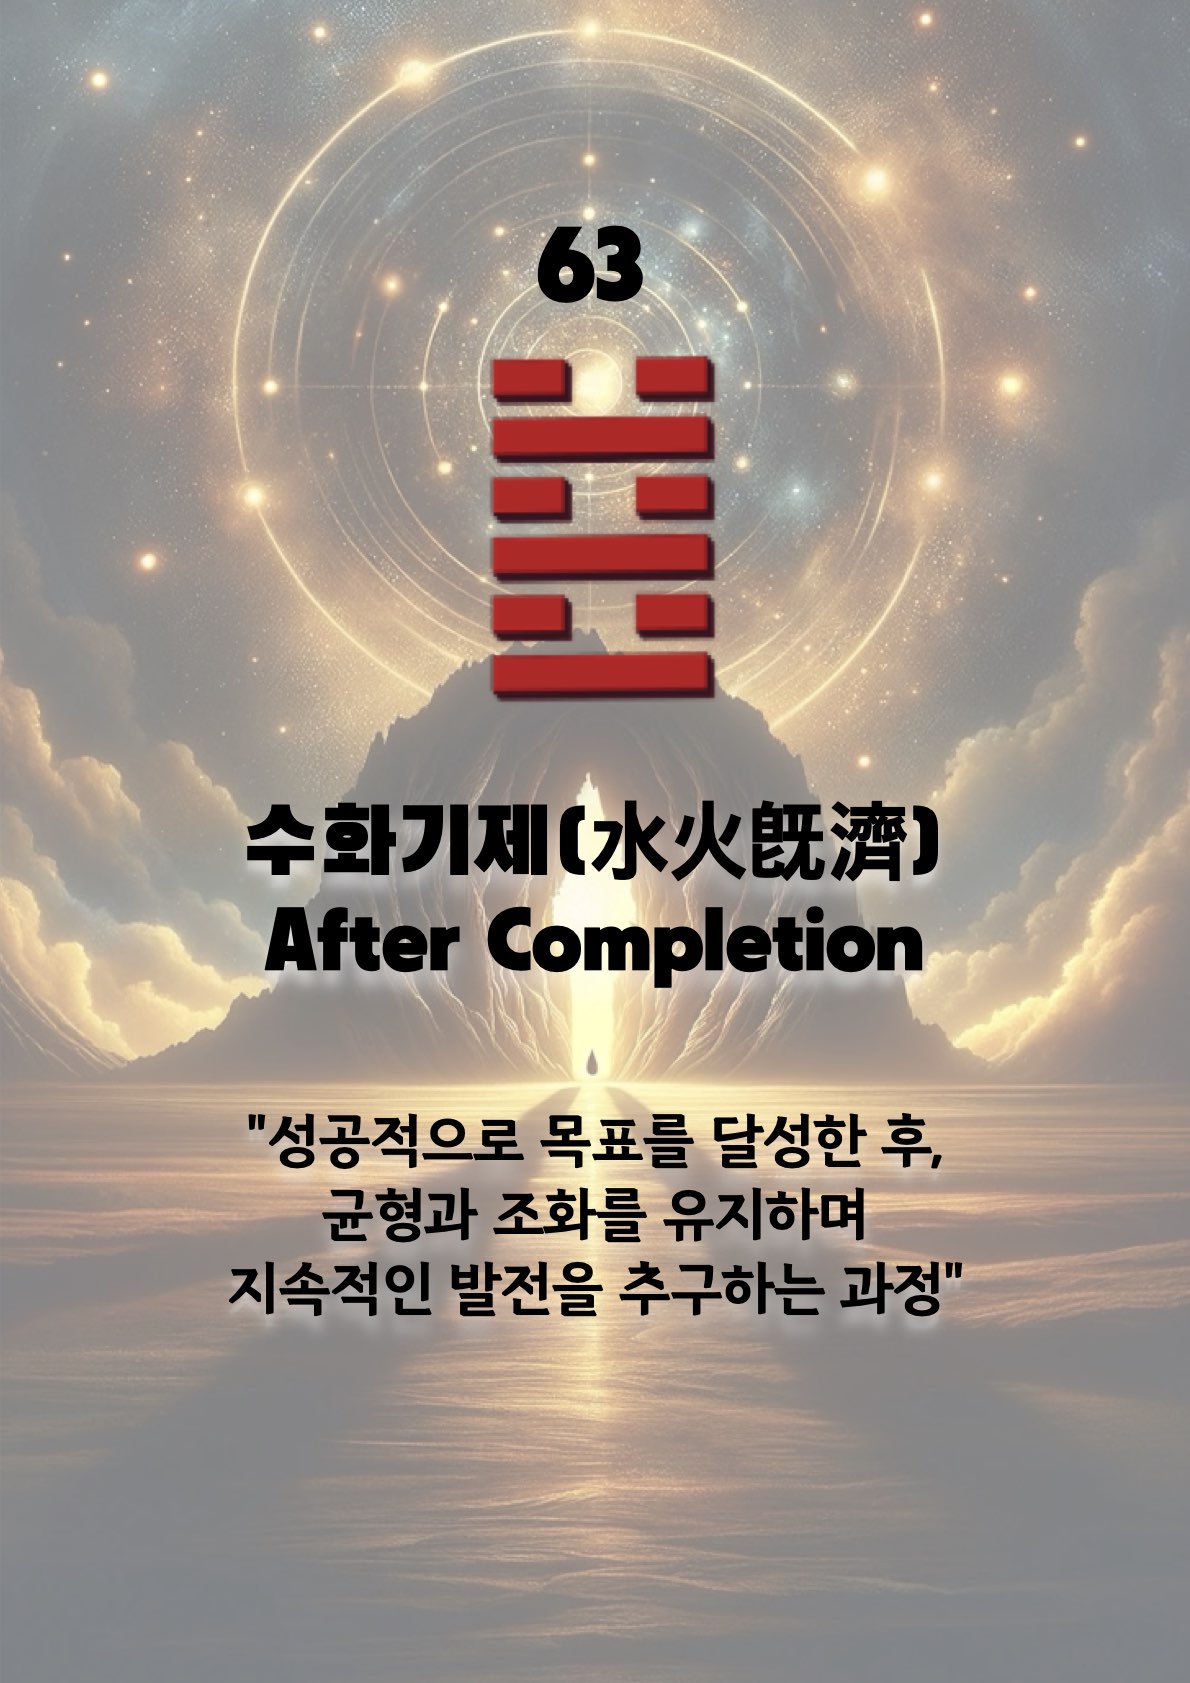 63
수화기제(水火旣濟)
After Completion
"성공적으로 목표를 달성한 후,
균형과 조화를 유지하며
지속적인 발전을 추구하는 과정"